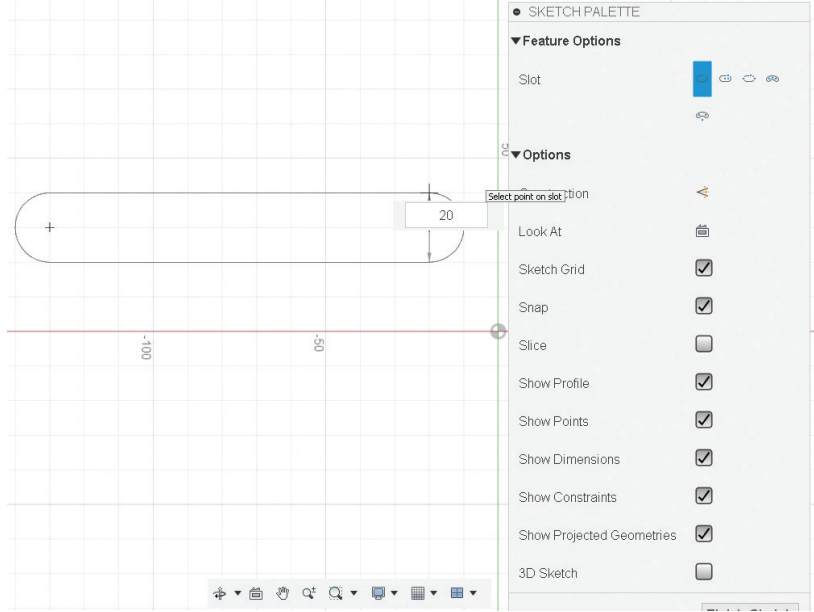 SKETCH PALETTE
Feature Options
Slot
50
Options
Select point on slot
20
Look At
Sketch Grid
Snap
-100
-50
Slice
Show Profile
Show Points
Show Dimensions
Show Constraints
Show Projected Geometries
3D Sketch